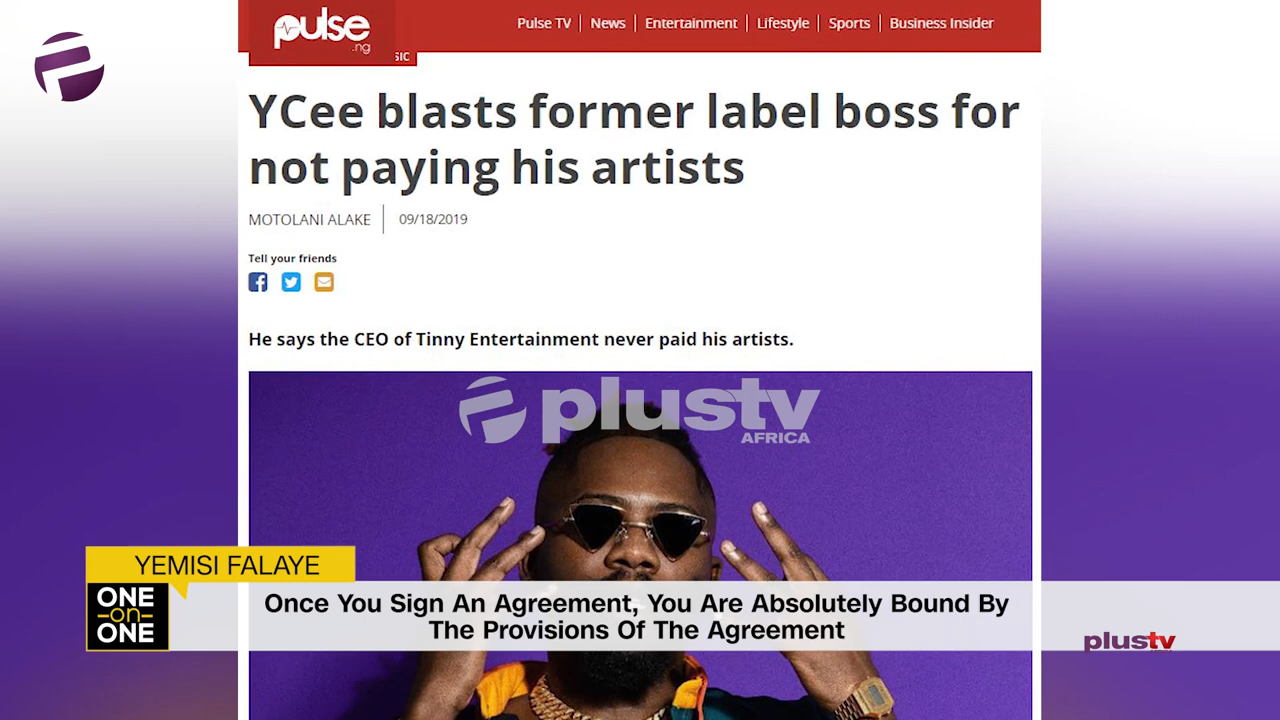 pulse
.ng
Pulse TV
News
Entertainment
Lifestyle
Sports
Business Insider
SIC
YCee blasts former label boss for
not paying his artists
MOTOLANI ALAKE
09/18/2019
Tell your friends
He says the CEO of Tinny Entertainment never paid his artists.
plustv
AFRICA
YEMISI FALAYE
ONE
on
ONE
Once You Sign An Agreement, You Are Absolutely Bound By
The Provisions Of The Agreement
plustv